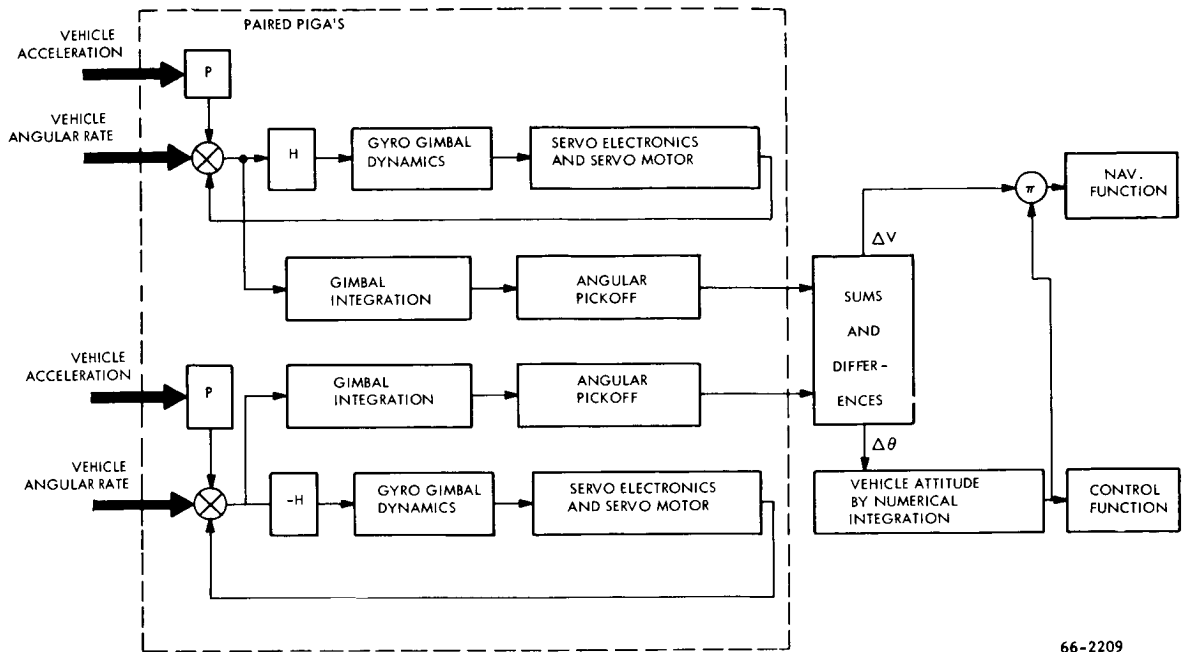 PAIRED PIGA'S
VEHICLE
ACCELERATION
P
VEHICLE
ANGULAR RATE
H
GYRO GIMBAL
DYNAMICS
SERVO ELECTRONICS
AND SERVO MOTOR
π
NAV.
FUNCTION
ΔV
GIMBAL
INTEGRATION
ANGULAR
PICKOFF
SUMS
AND
DIFFER-
ENCES
VEHICLE
ACCELERATION
P
GIMBAL
INTEGRATION
ANGULAR
PICKOFF
Δθ
VEHICLE
ANGULAR RATE
-H
GYRO GIMBAL
DYNAMICS
SERVO ELECTRONICS
AND SERVO MOTOR
VEHICLE ATTITUDE
BY NUMERICAL
INTEGRATION
CONTROL
FUNCTION
66-2209